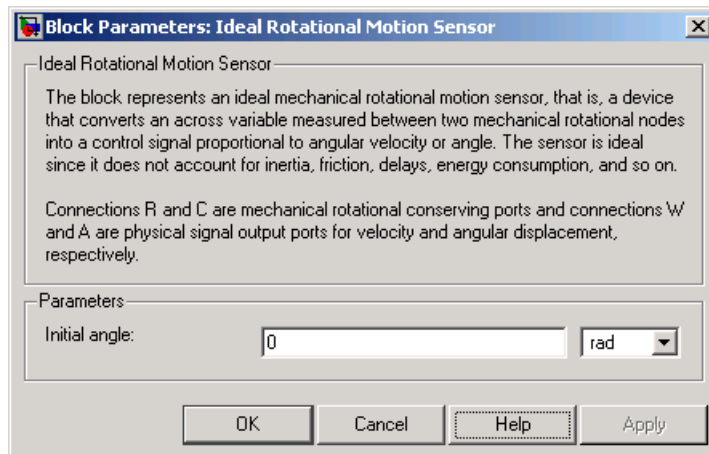 Block Parameters: Ideal Rotational Motion Sensor
Ideal Rotational Motion Sensor
The block represents an ideal mechanical rotational motion sensor, that is, a device
that converts an across variable measured between two mechanical rotational nodes
into a control signal proportional to angular velocity or angle. The sensor is ideal
since it does not account for inertia, friction, delays, energy consumption, and so on.
Connections R and C are mechanical rotational conserving ports and connections W
and A are physical signal output ports for velocity and angular displacement,
respectively.
Parameters
Initial angle: 0 rad
OK Cancel Help Apply